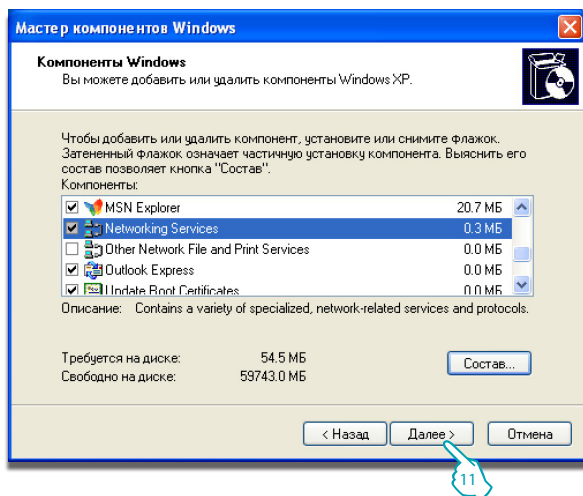 Мастер компонентов Windows
Компоненты Windows
Вы можете добавить или удалить компоненты Windows XP.
Чтобы добавить или удалить компонент, установите или снимите флажок.
Затененный флажок означает частичную установку компонента. Выяснить его
состав позволяет кнопка "Состав".
Компоненты:
MSN Explorer 20.7 МБ
Networking Services 0.3 МБ
Other Network File and Print Services 0.0 МБ
Outlook Express 0.0 МБ
Update Root Certificates 0.0 МБ
Описание: Contains a variety of specialized, network-related services and protocols.
Требуется на диске: 54.5 МБ
Свободно на диске: 59743.0 МБ
Состав...
< Назад Далее > Отмена
11